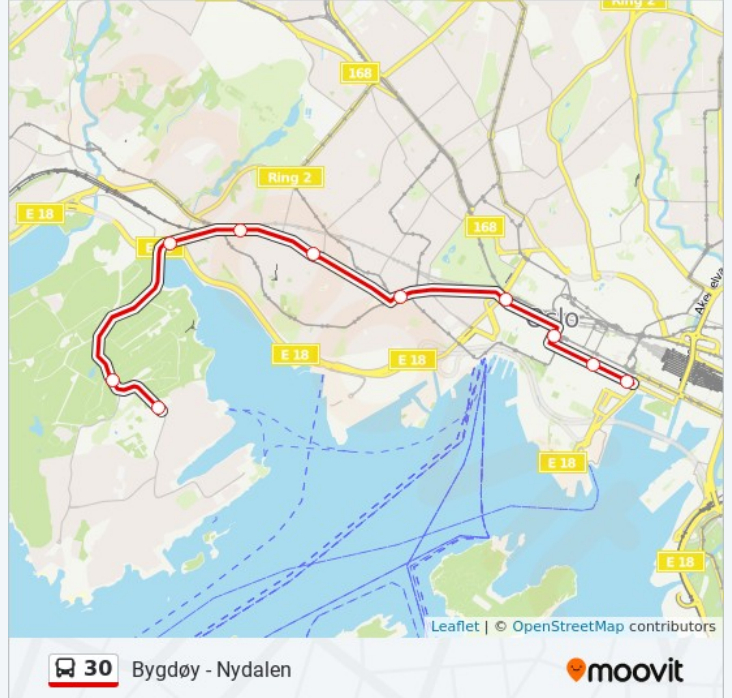 Ring 2
168
Ring 2
E 18
168
E
Oslo
Akerselva
E 18
E 18
E 18
E 18
Leaflet | © OpenStreetMap contributors
30 Bygdøy - Nydalen
moovit